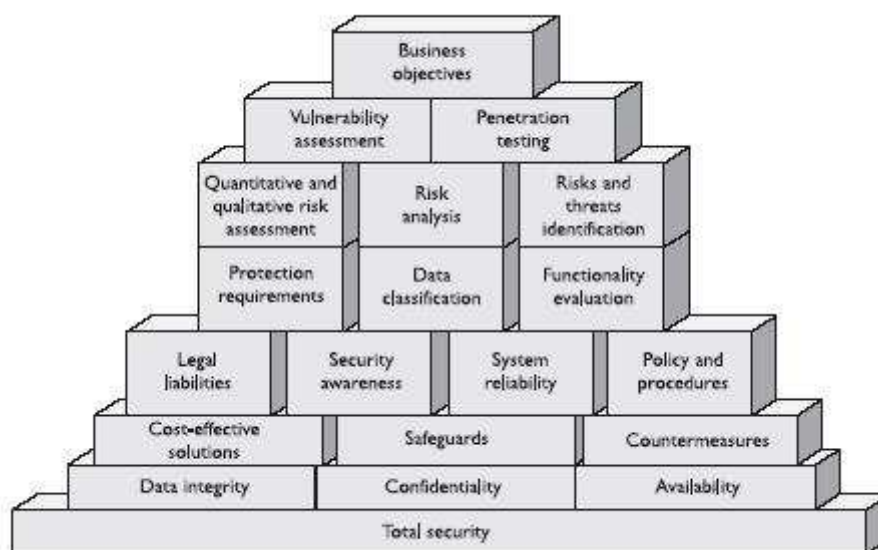 Business
objectives
Vulnerability
assessment
Penetration
testing
Quantitative and
qualitative risk
assessment
Risk
analysis
Risks and
threats
identification
Protection
requirements
Data
classification
Functionality
evaluation
Legal
liabilities
Security
awareness
System
reliability
Policy and
procedures
Cost-effective
solutions
Safeguards
Countermeasures
Data integrity
Confidentiality
Availability
Total security